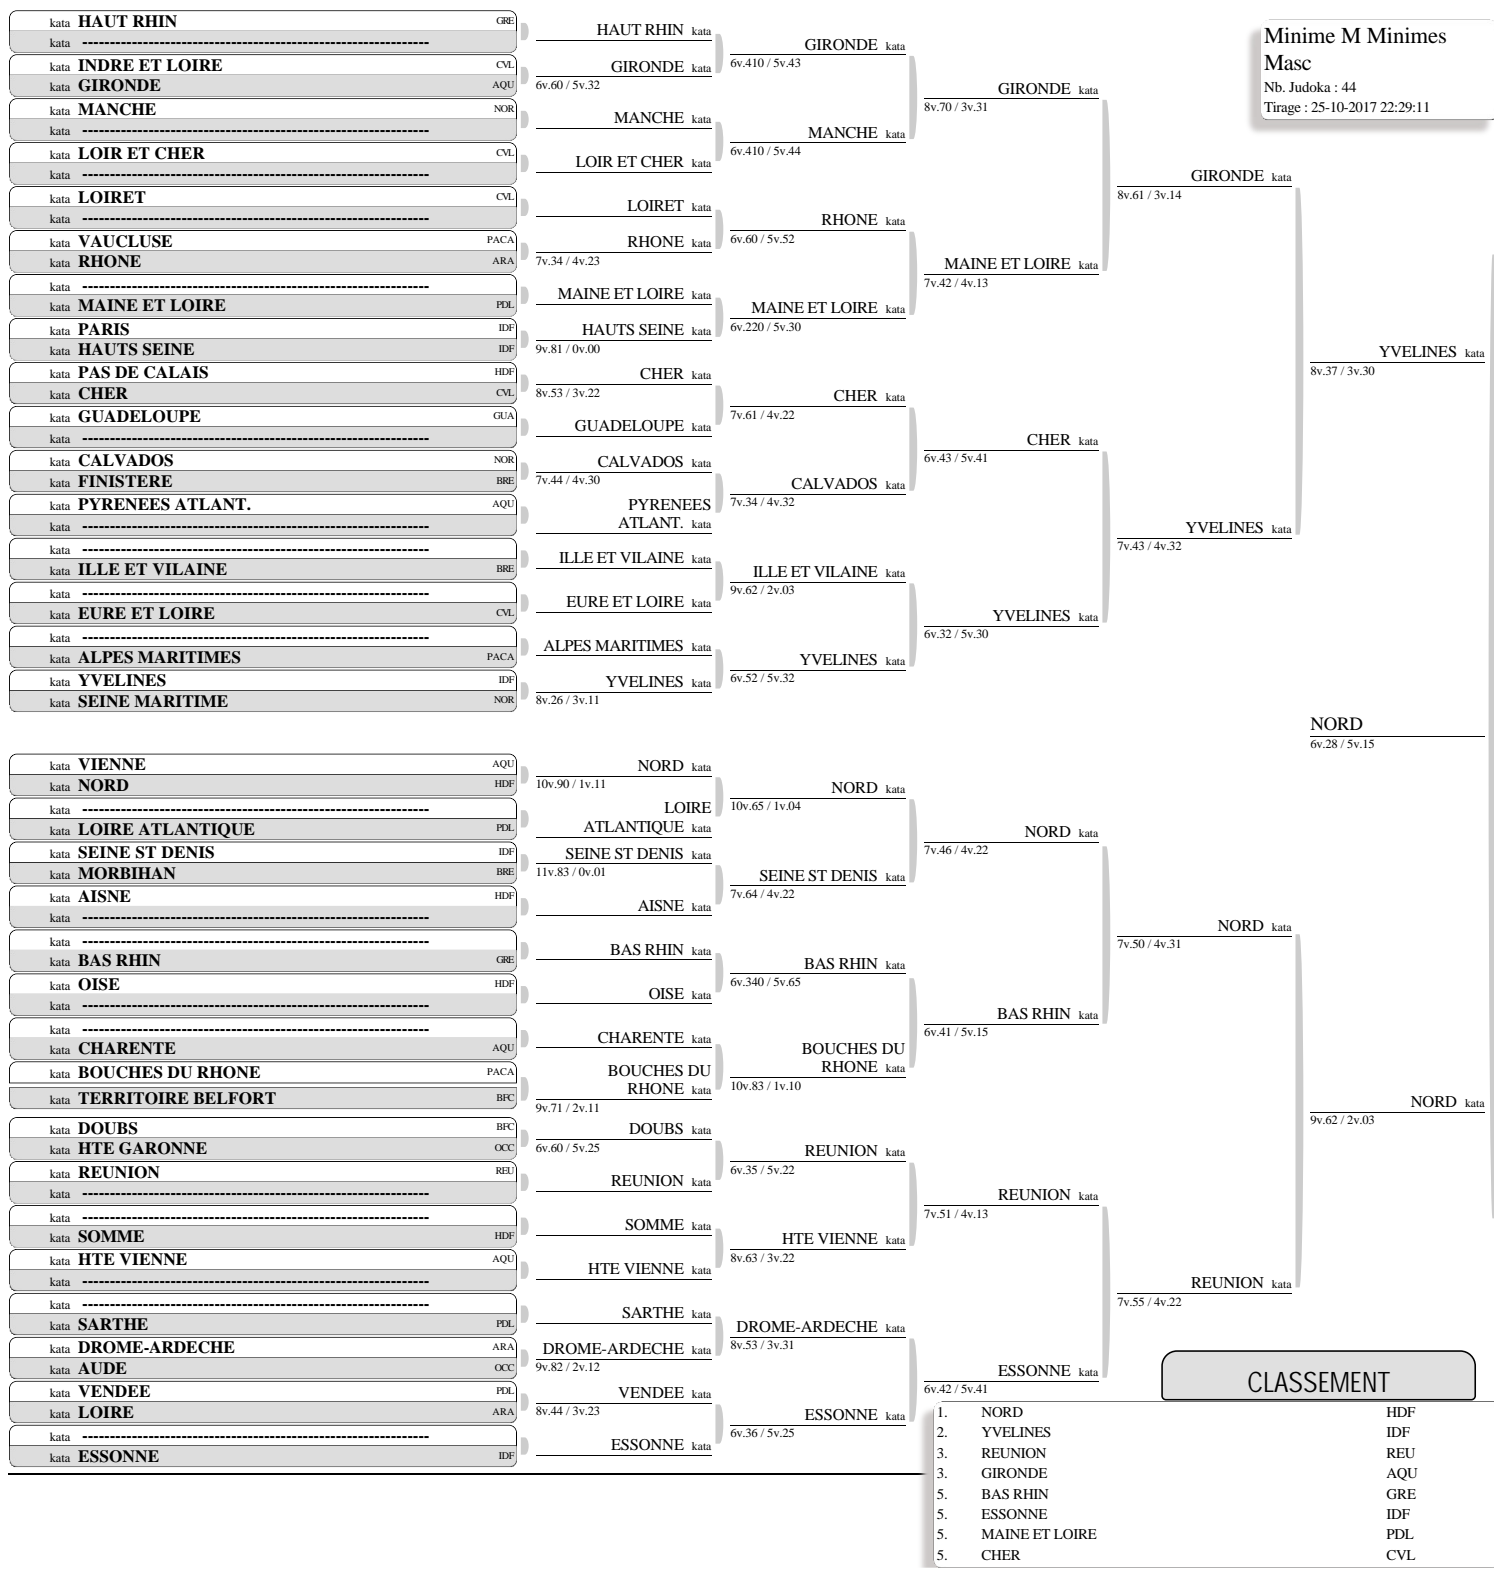 Minime M Minimes
Masc
Nb. Judoka : 44
Tirage : 25-10-2017 22:29:11
kata HAUT RHIN GRE
kata ----------------------------------------------------------------
kata INDRE ET LOIRE CVL
kata GIRONDE AQU
kata MANCHE NOR
kata ----------------------------------------------------------------
kata LOIR ET CHER CVL
kata ----------------------------------------------------------------
kata LOIRET CVL
kata ----------------------------------------------------------------
kata VAUCLUSE PACA
kata RHONE ARA
kata ----------------------------------------------------------------
kata MAINE ET LOIRE PDL
kata PARIS IDF
kata HAUTS SEINE IDF
kata PAS DE CALAIS HDF
kata CHER CVL
kata GUADELOUPE GUA
kata ----------------------------------------------------------------
kata CALVADOS NOR
kata FINISTERE BRE
kata PYRENEES ATLANT. AQU
kata ----------------------------------------------------------------
kata ----------------------------------------------------------------
kata ILLE ET VILAINE BRE
kata ----------------------------------------------------------------
kata EURE ET LOIRE CVL
kata ----------------------------------------------------------------
kata ALPES MARITIMES PACA
kata YVELINES IDF
kata SEINE MARITIME NOR
kata VIENNE AQU
kata NORD HDF
kata ----------------------------------------------------------------
kata LOIRE ATLANTIQUE PDL
kata SEINE ST DENIS IDF
kata MORBIHAN BRE
kata AISNE HDF
kata ----------------------------------------------------------------
kata ----------------------------------------------------------------
kata BAS RHIN GRE
kata OISE HDF
kata ----------------------------------------------------------------
kata ----------------------------------------------------------------
kata CHARENTE AQU
kata BOUCHES DU RHONE PACA
kata TERRITOIRE BELFORT BFC
kata DOUBS BFC
kata HTE GARONNE OCC
kata REUNION REU
kata ----------------------------------------------------------------
kata ----------------------------------------------------------------
kata SOMME HDF
kata HTE VIENNE AQU
kata ----------------------------------------------------------------
kata ----------------------------------------------------------------
kata SARTHE PDL
kata DROME-ARDECHE ARA
kata AUDE OCC
kata VENDEE PDL
kata LOIRE ARA
kata ----------------------------------------------------------------
kata ESSONNE IDF
HAUT RHIN kata
GIRONDE kata
6v.60 / 5v.32
MANCHE kata
LOIR ET CHER kata
LOIRET kata
RHONE kata
7v.34 / 4v.23
MAINE ET LOIRE kata
HAUTS SEINE kata
9v.81 / 0v.00
CHER kata
8v.53 / 3v.22
GUADELOUPE kata
CALVADOS kata
7v.44 / 4v.30
PYRENEES
ATLANT. kata
ILLE ET VILAINE kata
EURE ET LOIRE kata
ALPES MARITIMES kata
YVELINES kata
8v.26 / 3v.11
NORD kata
10v.90 / 1v.11
LOIRE
ATLANTIQUE kata
SEINE ST DENIS kata
11v.83 / 0v.01
AISNE kata
BAS RHIN kata
OISE kata
CHARENTE kata
BOUCHES DU
RHONE kata
9v.71 / 2v.11
DOUBS kata
6v.60 / 5v.25
REUNION kata
SOMME kata
HTE VIENNE kata
SARTHE kata
DROME-ARDECHE kata
9v.82 / 2v.12
VENDEE kata
8v.44 / 3v.23
ESSONNE kata
GIRONDE kata
6v.410 / 5v.43
MANCHE kata
6v.410 / 5v.44
RHONE kata
6v.60 / 5v.52
MAINE ET LOIRE kata
6v.220 / 5v.30
CHER kata
7v.61 / 4v.22
CALVADOS kata
7v.34 / 4v.32
ILLE ET VILAINE kata
9v.62 / 2v.03
YVELINES kata
6v.52 / 5v.32
NORD kata
10v.65 / 1v.04
SEINE ST DENIS kata
7v.64 / 4v.22
BAS RHIN kata
6v.340 / 5v.65
BOUCHES DU
RHONE kata
10v.83 / 1v.10
REUNION kata
6v.35 / 5v.22
HTE VIENNE kata
8v.63 / 3v.22
DROME-ARDECHE kata
8v.53 / 3v.31
ESSONNE kata
6v.36 / 5v.25
GIRONDE kata
8v.70 / 3v.31
MAINE ET LOIRE kata
7v.42 / 4v.13
CHER kata
6v.43 / 5v.41
YVELINES kata
6v.32 / 5v.30
NORD kata
7v.46 / 4v.22
BAS RHIN kata
6v.41 / 5v.15
REUNION kata
7v.51 / 4v.13
ESSONNE kata
6v.42 / 5v.41
GIRONDE kata
8v.61 / 3v.14
YVELINES kata
7v.43 / 4v.32
NORD kata
7v.50 / 4v.31
REUNION kata
7v.55 / 4v.22
YVELINES kata
8v.37 / 3v.30
NORD
6v.28 / 5v.15
NORD kata
9v.62 / 2v.03
CLASSEMENT
1. NORD HDF
2. YVELINES IDF
3. REUNION REU
3. GIRONDE AQU
5. BAS RHIN GRE
5. ESSONNE IDF
5. MAINE ET LOIRE PDL
5. CHER CVL